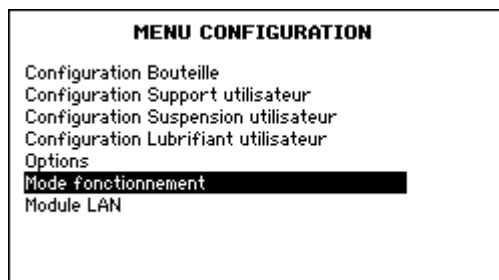 MENU CONFIGURATION
Configuration Bouteille
Configuration Support utilisateur
Configuration Suspension utilisateur
Configuration Lubrifiant utilisateur
Options
Mode fonctionnement
Module LAN